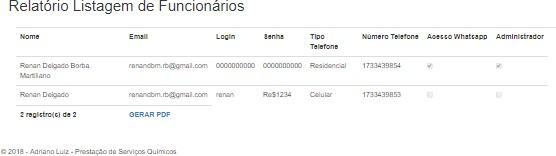 Relatório Listagem de Funcionários
Nome Email Login Senha Tipo Telefone Número Telefone Acesso Whatsapp Administrador
Renan Delgado Borba Martiliano renandbm.rb@gmail.com 0000000000 0000000000 Residencial 1733439854
Renan Delgado renandbm.rb@gmail.com renan Re$1234 Celular 1733439853
2 registro(s) de 2 GERAR PDF
© 2018 - Adriano Luiz - Prestação de Serviços Químicos